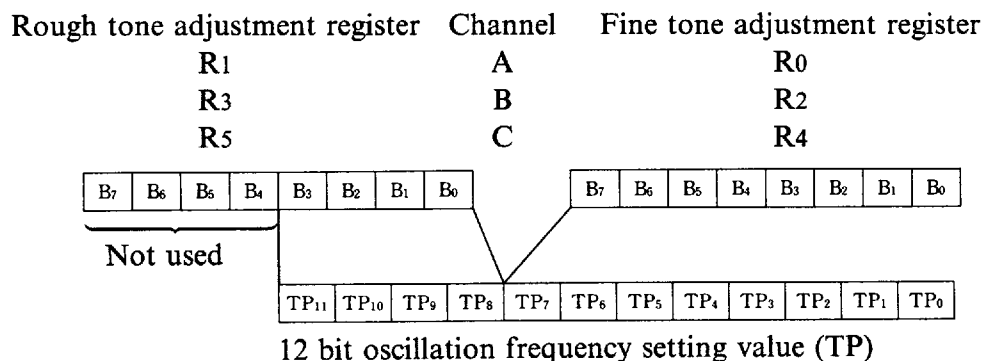 Rough tone adjustment register Channel Fine tone adjustment register
R1 A R0
R3 B R2
R5 C R4
B7 B6 B5 B4 B3 B2 B1 B0 B7 B6 B5 B4 B3 B2 B1 B0
Not used
TP11 TP10 TP9 TP8 TP7 TP6 TP5 TP4 TP3 TP2 TP1 TP0
12 bit oscillation frequency setting value (TP)